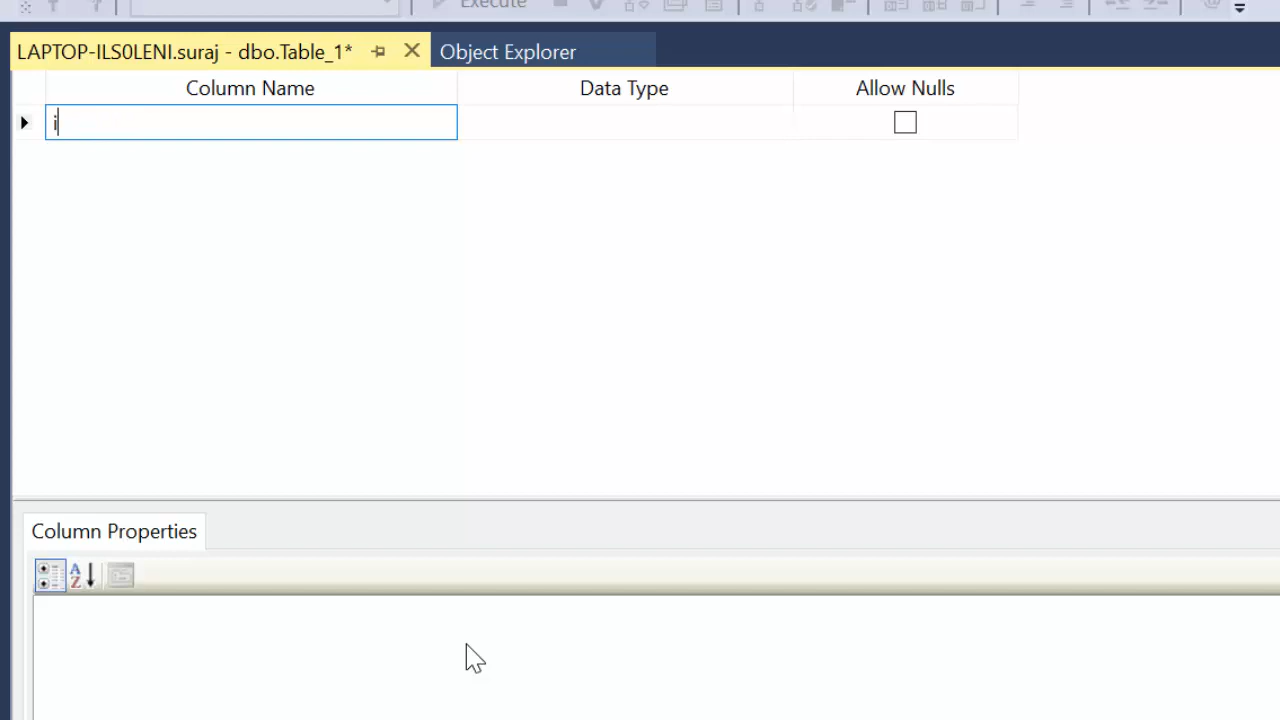 Execute
LAPTOP-ILS0LENI.suraj - dbo.Table_1* Object Explorer
Column Name Data Type Allow Nulls
i
Column Properties